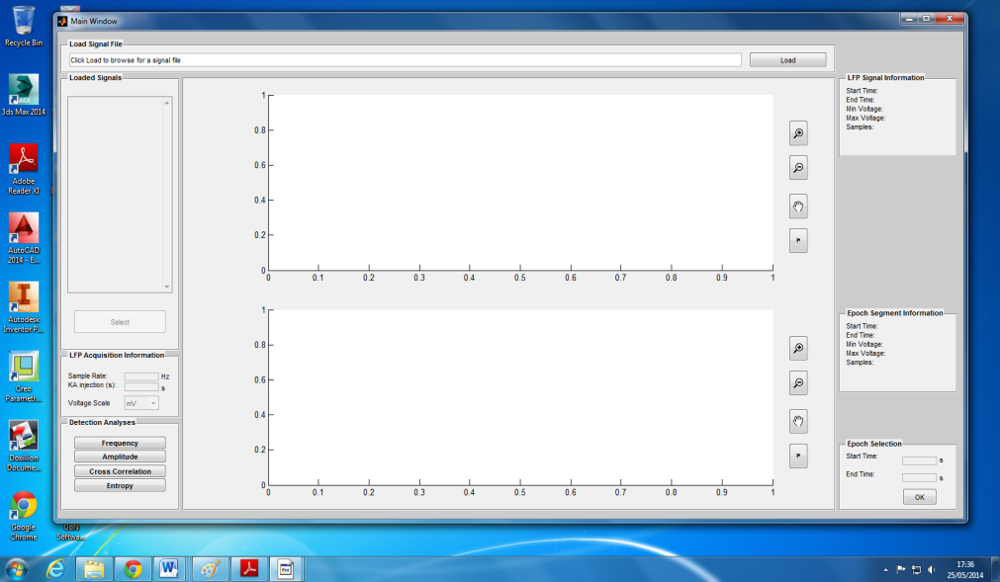 Main Window
Recycle Bin
3ds Max 2014
Adobe
Reader XI
AutoCAD
2014 - E...
Autodesk
Inventor P...
Creo
Parametr...
Doxillion
Docume...
Google
Chrome
UoN
Softwa...
Load Signal File
Click Load to browse for a signal file
Load
Loaded Signals
Select
LFP Acquisition Information
Sample Rate: Hz
KA injection (s): s
Voltage Scale mV
Detection Analyses
Frequency
Amplitude
Cross Correlation
Entropy
1
0.8
0.6
0.4
0.2
0
0 0.1 0.2 0.3 0.4 0.5 0.6 0.7 0.8 0.9 1
1
0.8
0.6
0.4
0.2
0
0 0.1 0.2 0.3 0.4 0.5 0.6 0.7 0.8 0.9 1
LFP Signal Information
Start Time:
End Time:
Min Voltage:
Max Voltage:
Samples:
Epoch Segment Information
Start Time:
End Time:
Min Voltage:
Max Voltage:
Samples:
Epoch Selection
Start Time: s
End Time: s
OK
17:36
25/05/2014